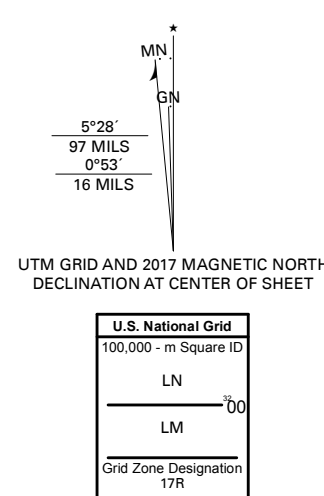 ★
MN
GN
5°28´
97 MILS
0°53´
16 MILS
UTM GRID AND 2017 MAGNETIC NORTH
DECLINATION AT CENTER OF SHEET
U.S. National Grid
100,000 - m Square ID
LN
3200
LM
Grid Zone Designation
17R